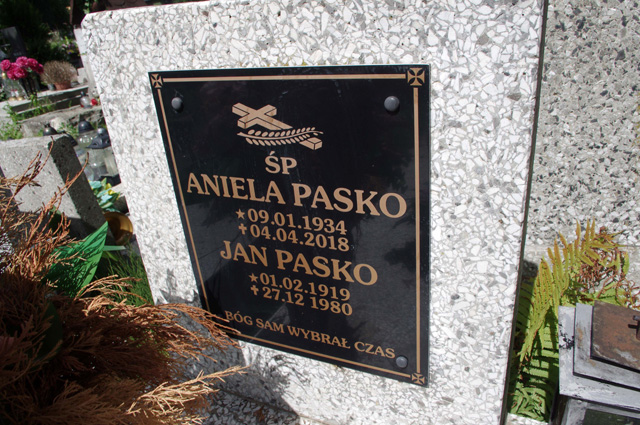 ŚP
ANIELA PASKO
★09.01.1934
✝04.04.2018
JAN PASKO
★01.02.1919
✝27.12 1980
BÓG SAM WYBRAŁ CZAS